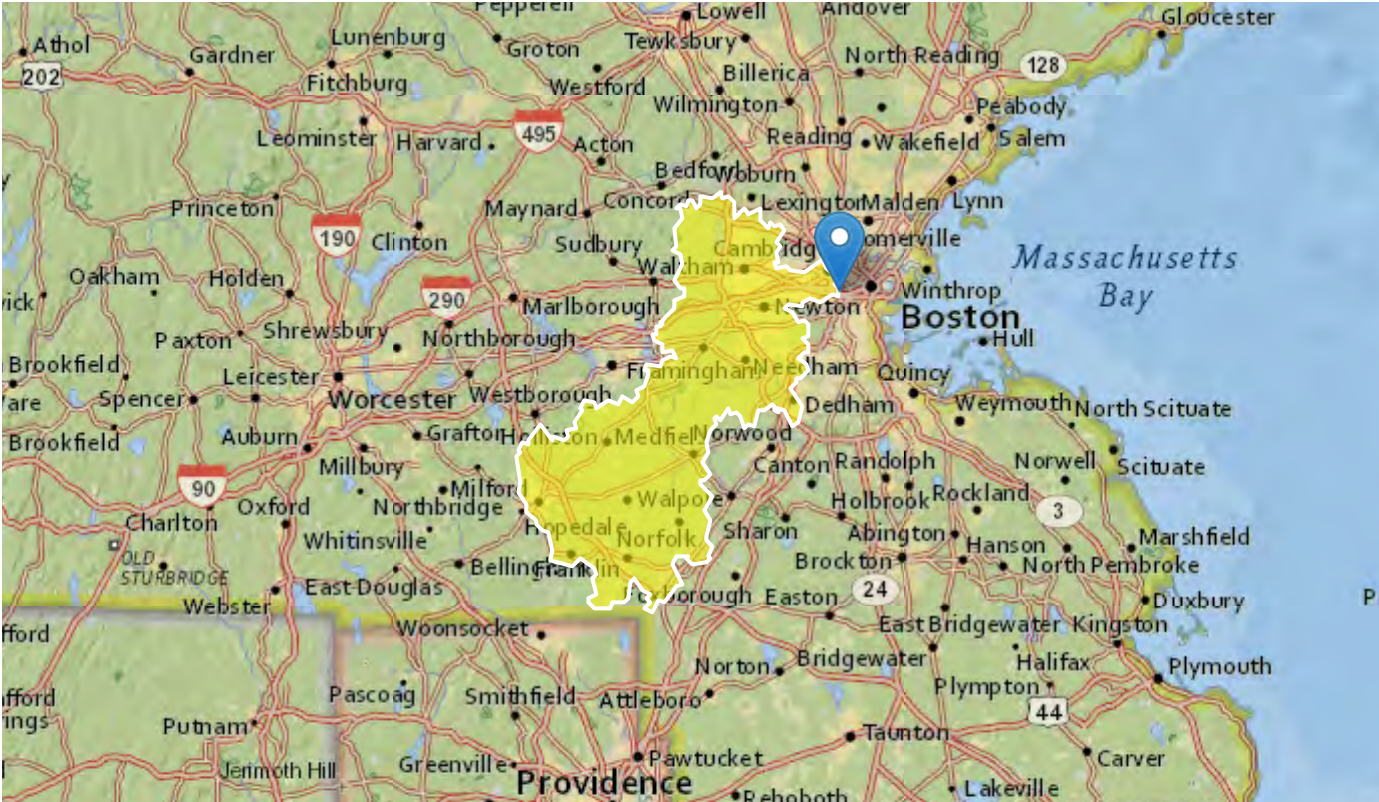 Pepperell
Lowell
Andover
Gloucester
Athol
Gardner
Lunenburg
Groton
Tewksbury
North Reading
202
Fitchburg
Westford
Billerica
128
Wilmington
Peabody
Leominster
Harvard
495
Acton
Reading
Wakefield
Salem
Bedford
Woburn
Princeton
Maynard
Concord
Lexington
Malden
Lynn
190
Clinton
Sudbury
Cambridg
omerville
Massachusetts
Bay
Oakham
Holden
Waltham
290
Marlborough
Newton
Winthrop
Boston
Paxton
Shrewsbury
Northborough
Hull
Brookfield
Leicester
Framingham
Needham
Quincy
Spencer
Worcester
Westborough
Dedham
Weymouth
North Scituate
Brookfield
Auburn
Grafton
Holliston
Medfield
Norwood
Millbury
Canton
Randolph
Norwell
Scituate
90
Oxford
Milford
Northbridge
Walpole
Holbrook
Rockland
3
Charlton
Whitinsville
Hopedale
Norfolk
Sharon
Abington
Hanson
Marshfield
OLD
STURBRIDGE
East Douglas
Bellingham
Franklin
Brockton
North Pembroke
Webster
Foxborough
Easton
24
Duxbury
Woonsocket
East Bridgewater
Kingston
Norton
Bridgewater
Halifax
Plymouth
Pascoag
Smithfield
Attleboro
Plympton
Putnam
44
Taunton
Jerimoth Hill
Greenville
Pawtucket
Carver
Providence
Rehoboth
Lakeville